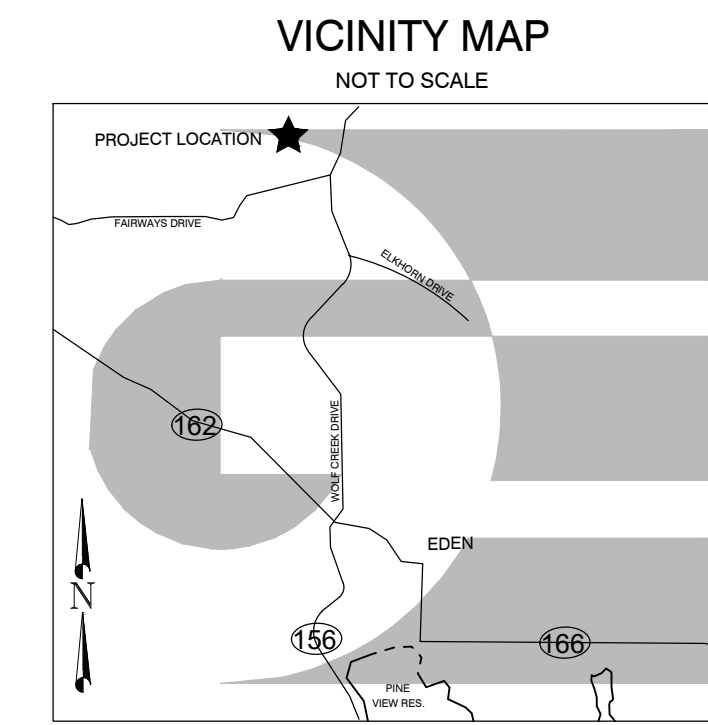 VICINITY MAP
NOT TO SCALE
PROJECT LOCATION
FAIRWAYS DRIVE
ELKHORN DRIVE
162
WOLF CREEK DRIVE
EDEN
N
156
166
PINE
VIEW RES.